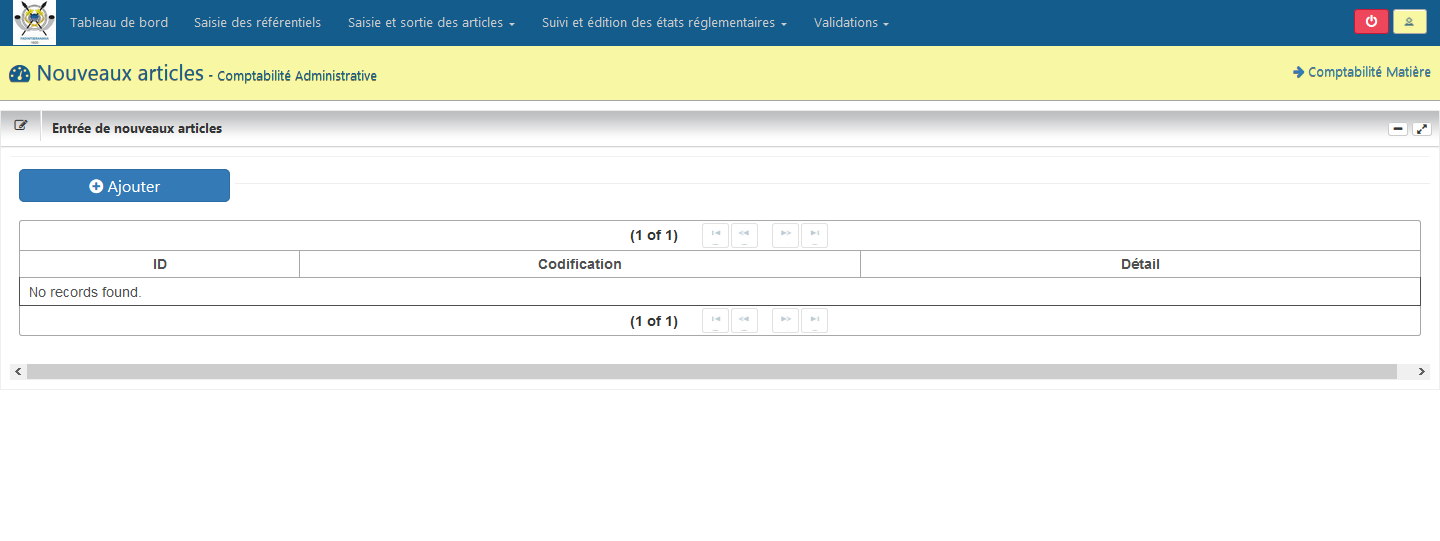 Tableau de bord Saisie des référentiels Saisie et sortie des articles Suivi et édition des états réglementaires Validations
Nouveaux articles - Comptabilité Administrative Comptabilité Matière
Entrée de nouveaux articles
Ajouter
(1 of 1)
ID Codification Détail
No records found.
(1 of 1)